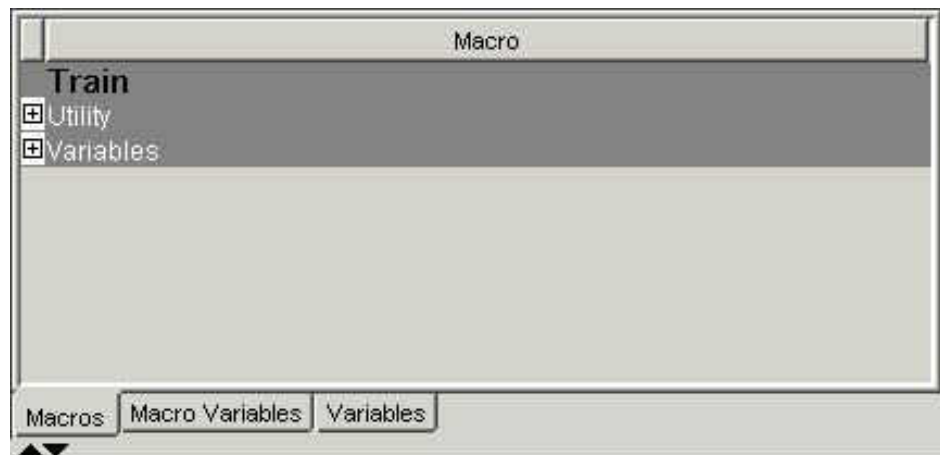 Macro
Train
Utility
Variables
Macros Macro Variables Variables